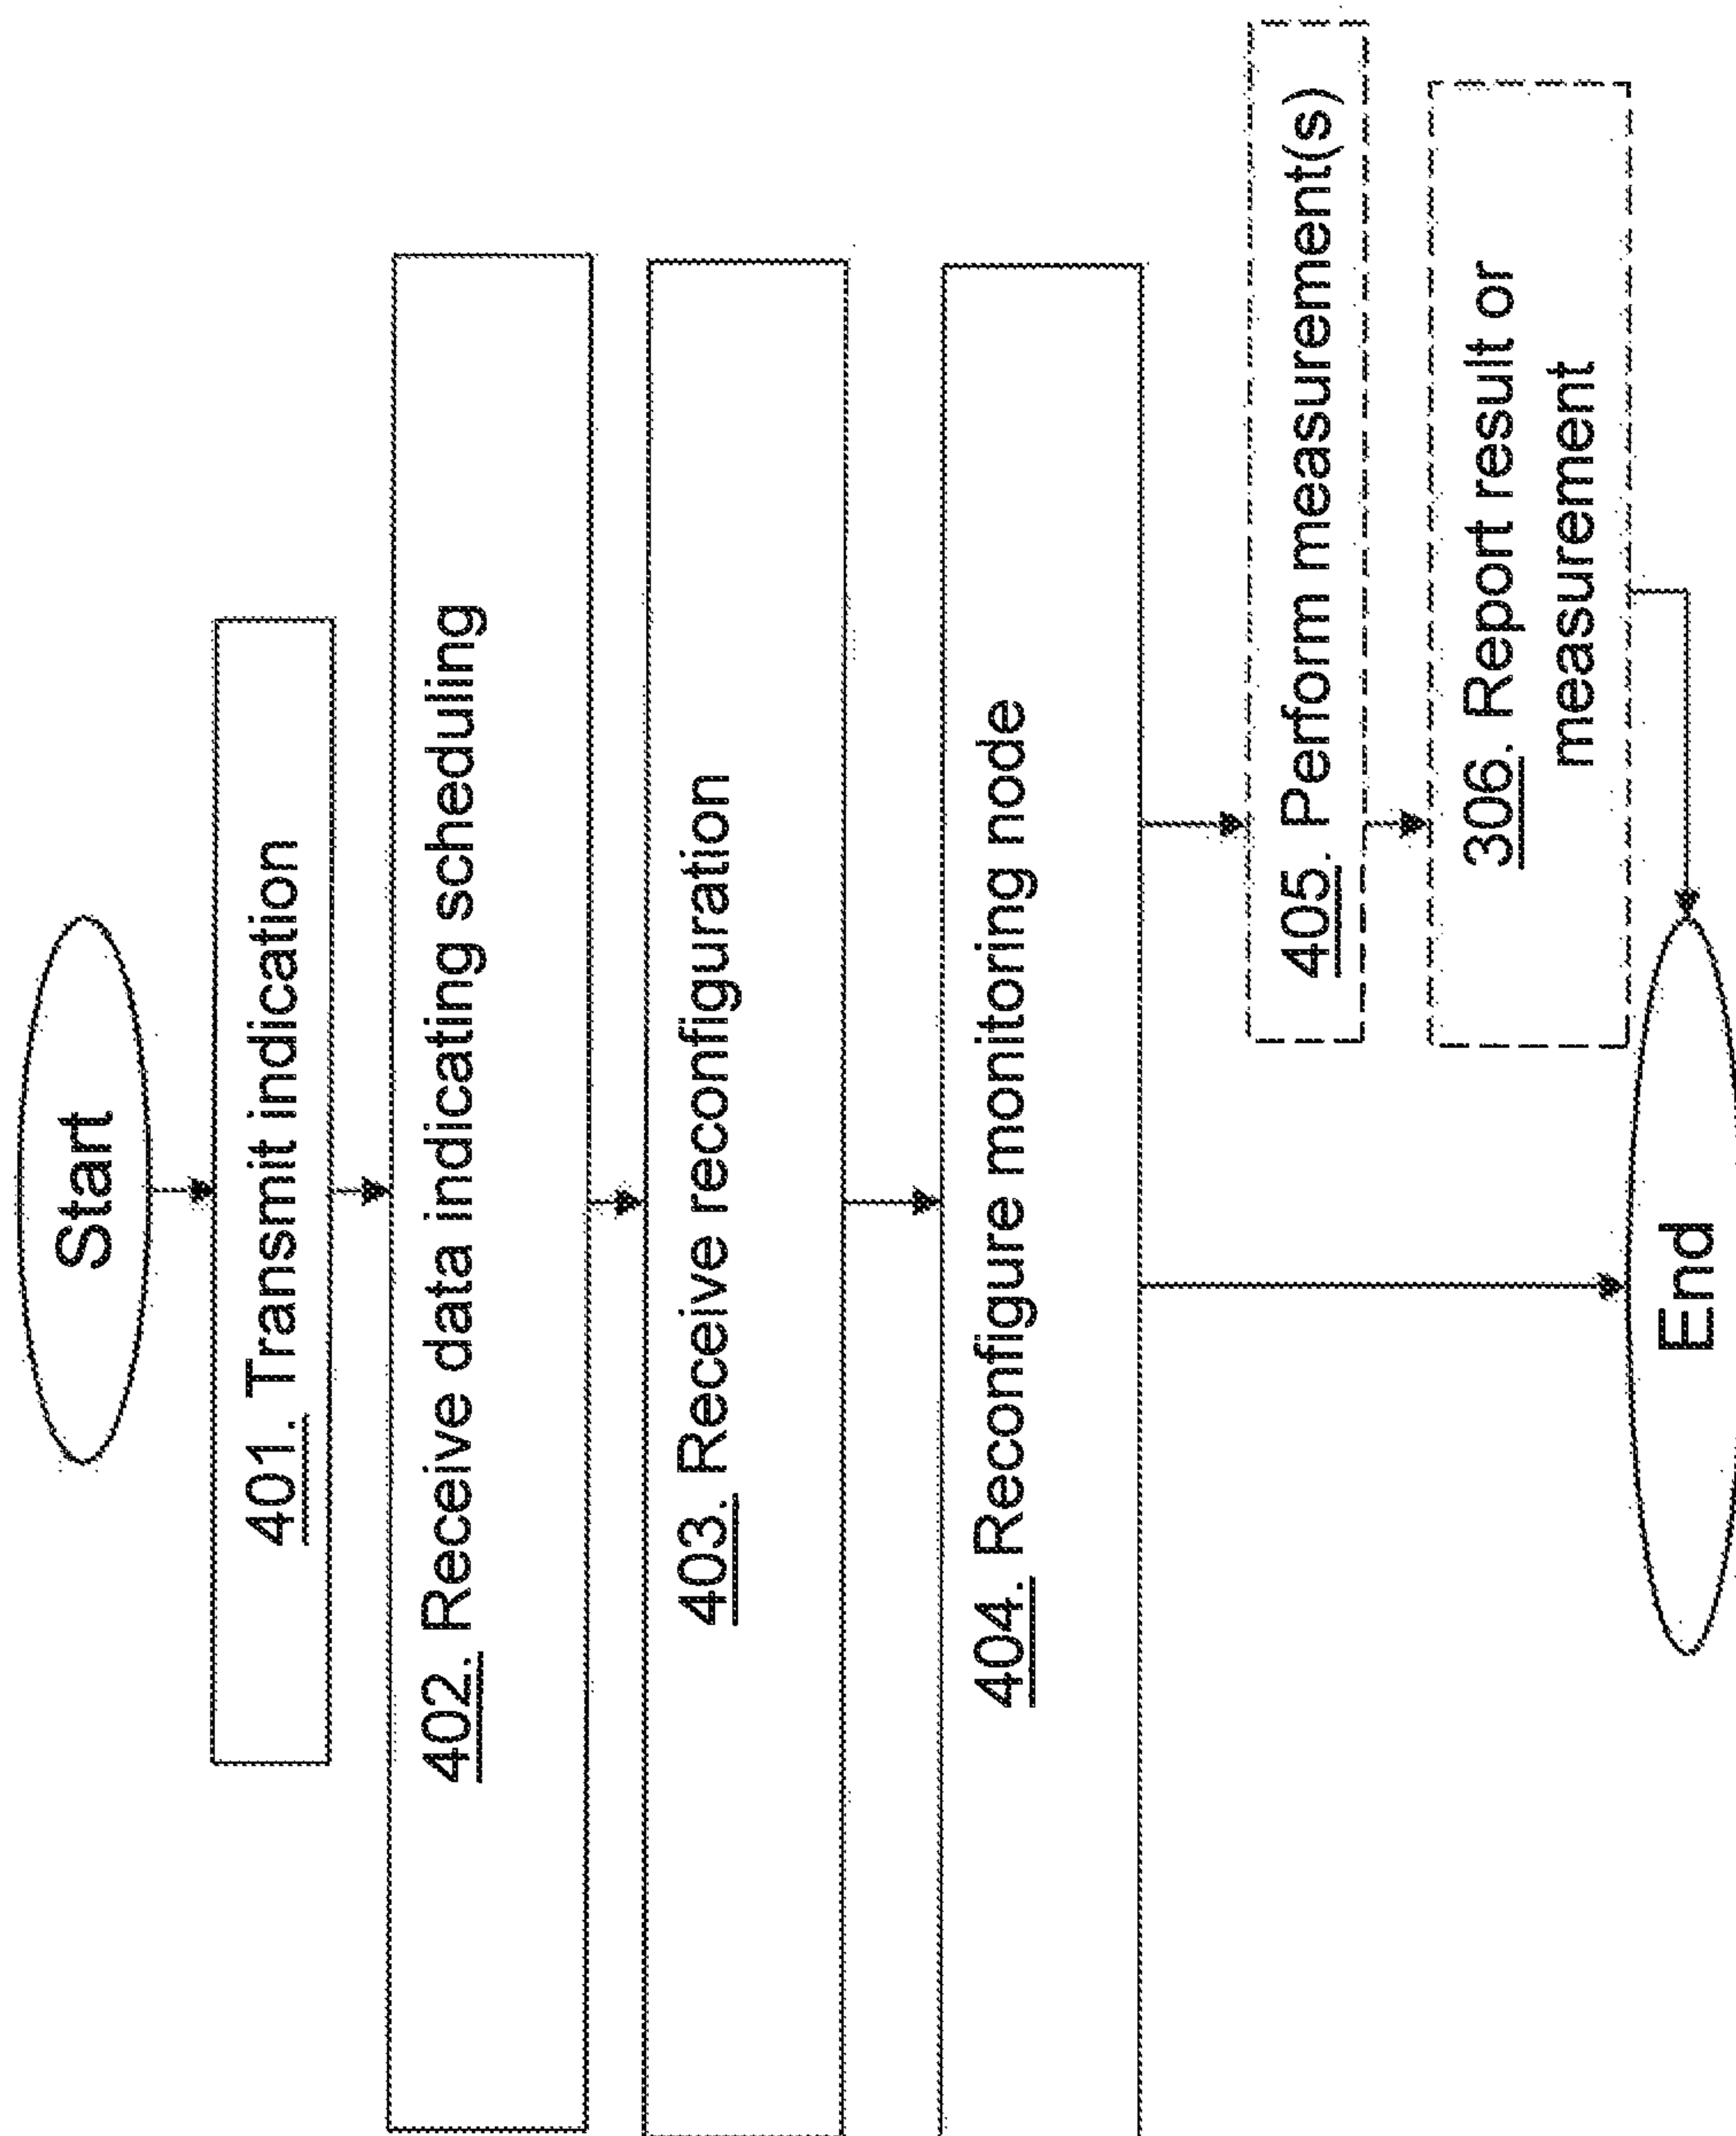 Start
401. Transmit indication
402. Receive data indicating scheduling
403. Receive reconfiguration
404. Reconfigure monitoring node
405. Perform measurement(s)
306. Report result or
measurement
End